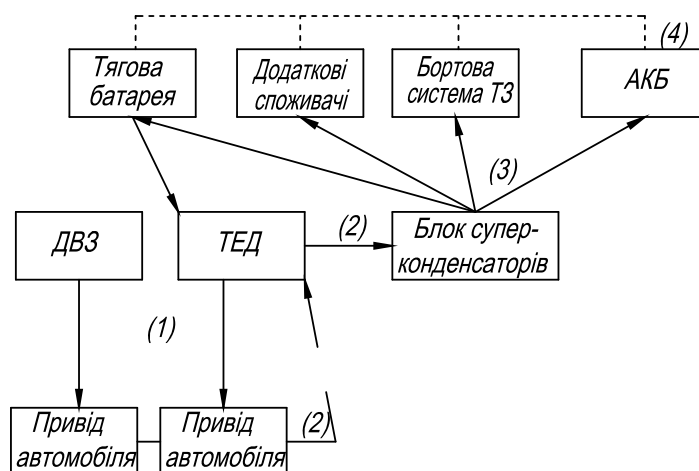 (4)
Тягова
батарея
Додаткові
споживачі
Бортова
система ТЗ
АКБ
(3)
ДВЗ
ТЕД
(2)
Блок супер-
конденсаторів
(1)
Привід
автомобіля
Привід
автомобіля
(2)